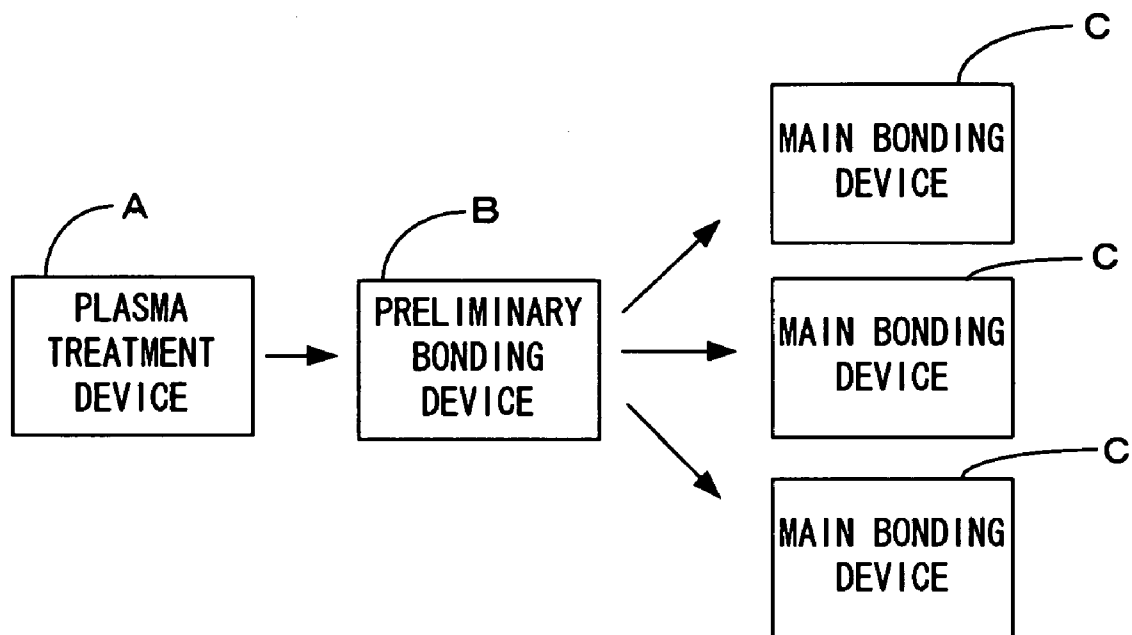 A
PLASMA
TREATMENT
DEVICE
B
PRELIMINARY
BONDING
DEVICE
C
MAIN BONDING
DEVICE
C
MAIN BONDING
DEVICE
C
MAIN BONDING
DEVICE